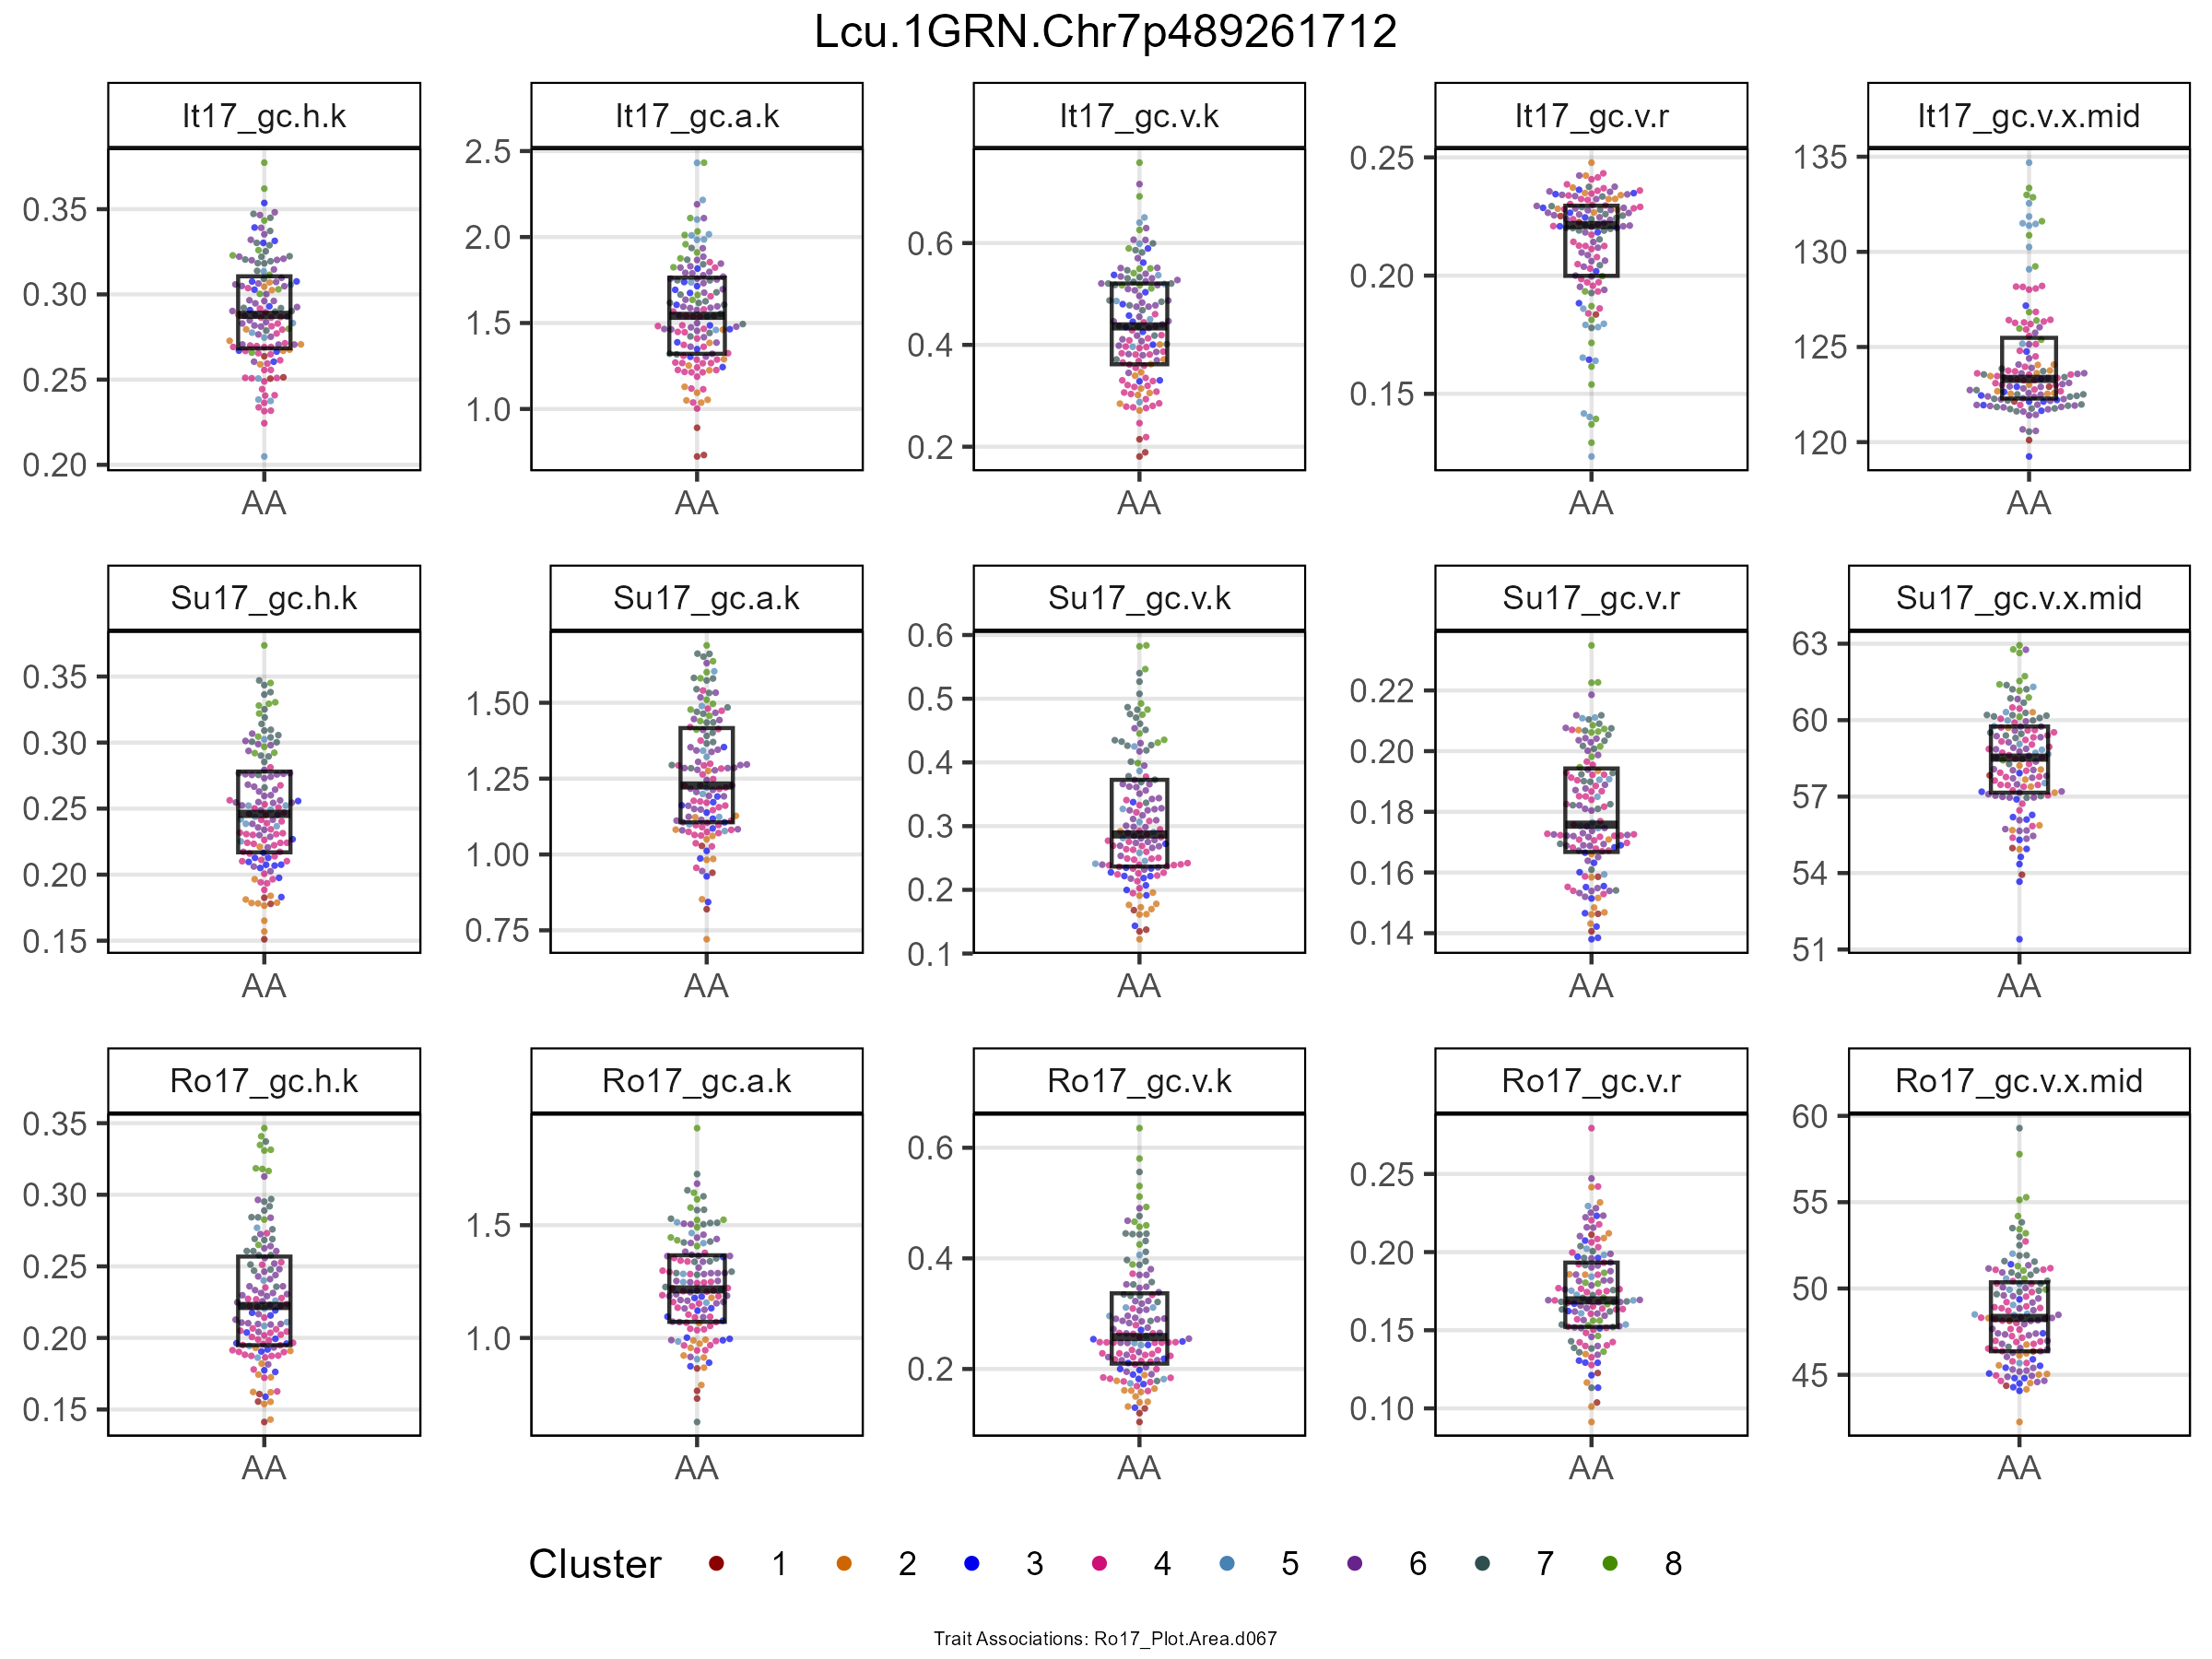 Lcu.1GRN.Chr7p489261712
It17_gc.h.k It17_gc.a.k It17_gc.v.k It17_gc.v.r It17_gc.v.x.mid
0.35 0.30 0.25 0.20
2.5 2.0 1.5 1.0
0.6 0.4 0.2
0.25 0.20 0.15
135 130 125 120
AA AA AA AA AA
Su17_gc.h.k Su17_gc.a.k Su17_gc.v.k Su17_gc.v.r Su17_gc.v.x.mid
0.35 0.30 0.25 0.20 0.15
1.50 1.25 1.00 0.75
0.6 0.5 0.4 0.3 0.2 0.1
0.22 0.20 0.18 0.16 0.14
63 60 57 54 51
AA AA AA AA AA
Ro17_gc.h.k Ro17_gc.a.k Ro17_gc.v.k Ro17_gc.v.r Ro17_gc.v.x.mid
0.35 0.30 0.25 0.20 0.15
1.5 1.0
0.6 0.4 0.2
0.25 0.20 0.15 0.10
60 55 50 45
AA AA AA AA AA
Cluster 1 2 3 4 5 6 7 8
Trait Associations: Ro17_Plot.Area.d067